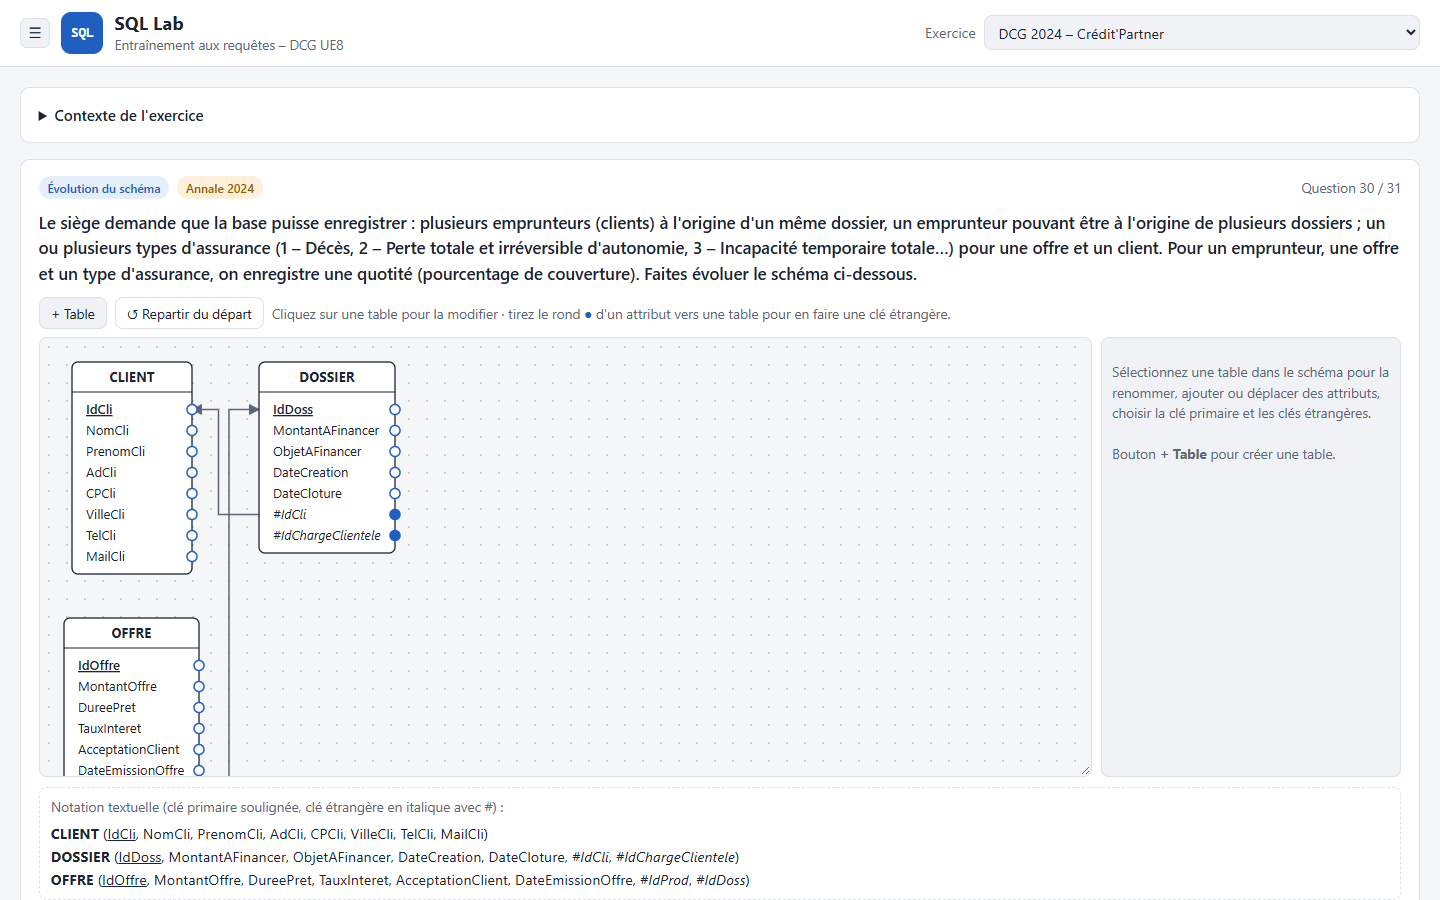 ☰ SQL SQL Lab
Entraînement aux requêtes – DCG UE8
Exercice DCG 2024 – Crédit'Partner
▶ Contexte de l'exercice
Évolution du schéma Annale 2024 Question 30 / 31
Le siège demande que la base puisse enregistrer : plusieurs emprunteurs (clients) à l'origine d'un même dossier, un emprunteur pouvant être à l'origine de plusieurs dossiers ; un
ou plusieurs types d'assurance (1 – Décès, 2 – Perte totale et irréversible d'autonomie, 3 – Incapacité temporaire totale…) pour une offre et un client. Pour un emprunteur, une offre
et un type d'assurance, on enregistre une quotité (pourcentage de couverture). Faites évoluer le schéma ci-dessous.
+ Table ↺ Repartir du départ Cliquez sur une table pour la modifier · tirez le rond ● d'un attribut vers une table pour en faire une clé étrangère.
CLIENT
IdCli
NomCli
PrenomCli
AdCli
CPCli
VilleCli
TelCli
MailCli
DOSSIER
IdDoss
MontantAFinancer
ObjetAFinancer
DateCreation
DateCloture
#IdCli
#IdChargeClientele
OFFRE
IdOffre
MontantOffre
DureePret
TauxInteret
AcceptationClient
DateEmissionOffre
Sélectionnez une table dans le schéma pour la
renommer, ajouter ou déplacer des attributs,
choisir la clé primaire et les clés étrangères.
Bouton + Table pour créer une table.
Notation textuelle (clé primaire soulignée, clé étrangère en italique avec #) :
CLIENT (IdCli, NomCli, PrenomCli, AdCli, CPCli, VilleCli, TelCli, MailCli)
DOSSIER (IdDoss, MontantAFinancer, ObjetAFinancer, DateCreation, DateCloture, #IdCli, #IdChargeClientele)
OFFRE (IdOffre, MontantOffre, DureePret, TauxInteret, AcceptationClient, DateEmissionOffre, #IdProd, #IdDoss)